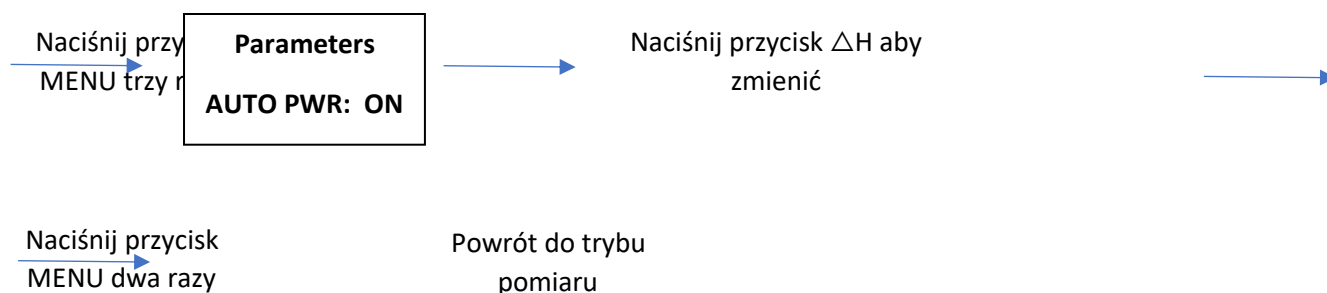 Naciśnij przy
MENU trzy r
Parameters
AUTO PWR: ON
Naciśnij przycisk △H aby
zmienić
Naciśnij przycisk
MENU dwa razy
Powrót do trybu
pomiaru